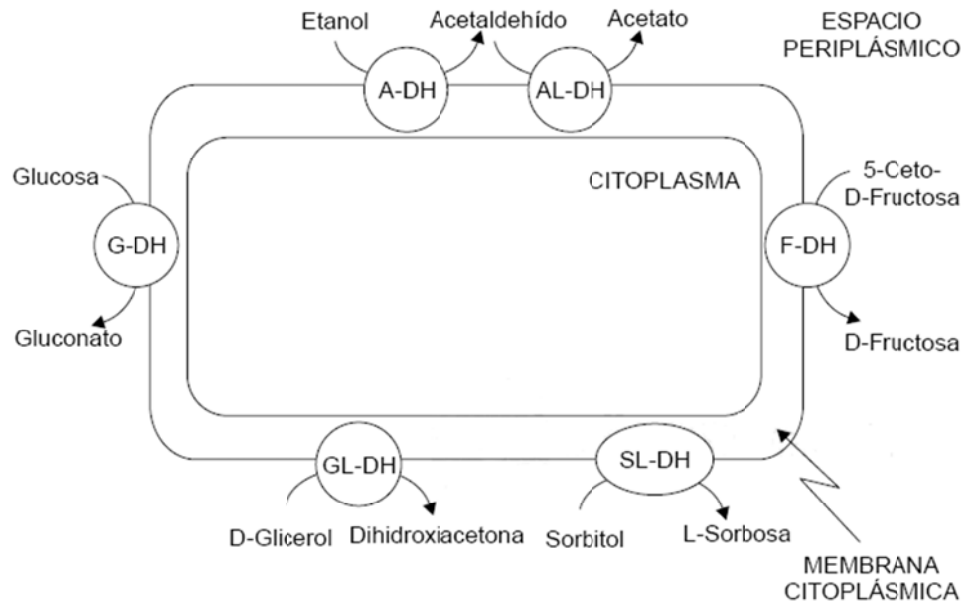 Etanol
Acetaldehído
Acetato
ESPACIO
PERIPLÁSMICO
A-DH
AL-DH
Glucosa
CITOPLASMA
5-Ceto-
D-Fructosa
G-DH
F-DH
Gluconato
D-Fructosa
GL-DH
SL-DH
D-Glicerol
Dihidroxiacetona
Sorbitol
L-Sorbosa
MEMBRANA
CITOPLÁSMICA